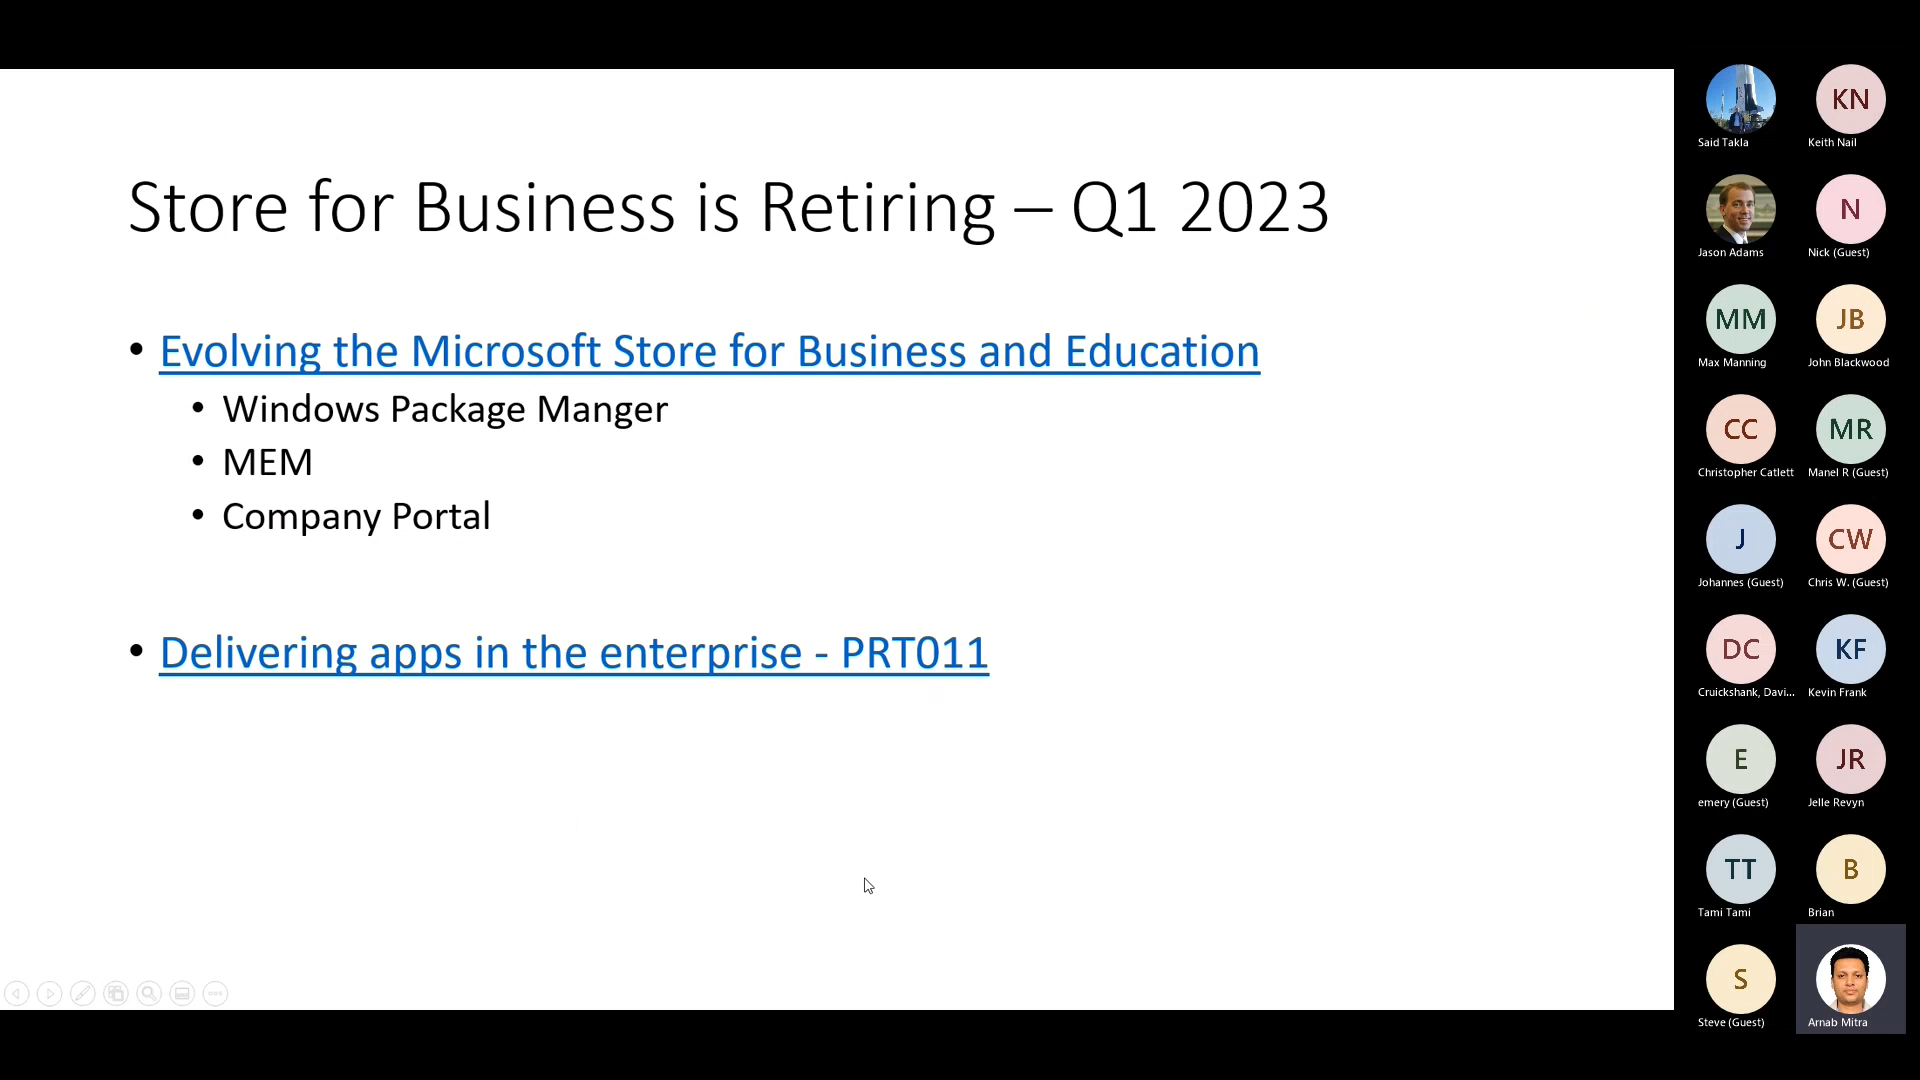 Store for Business is Retiring – Q1 2023
• Evolving the Microsoft Store for Business and Education
• Windows Package Manger
• MEM
• Company Portal
• Delivering apps in the enterprise - PRT011
KN
Said Takla
Keith Nail
N
Jason Adams
Nick (Guest)
MM
JB
Max Manning
John Blackwood
CC
MR
Christopher Catlett
Manel R (Guest)
J
CW
Johannes (Guest)
Chris W. (Guest)
DC
KF
Cruickshank, Davi...
Kevin Frank
E
JR
emery (Guest)
Jelle Revyn
TT
B
Tami Tami
Brian
S
Steve (Guest)
Arnab Mitra